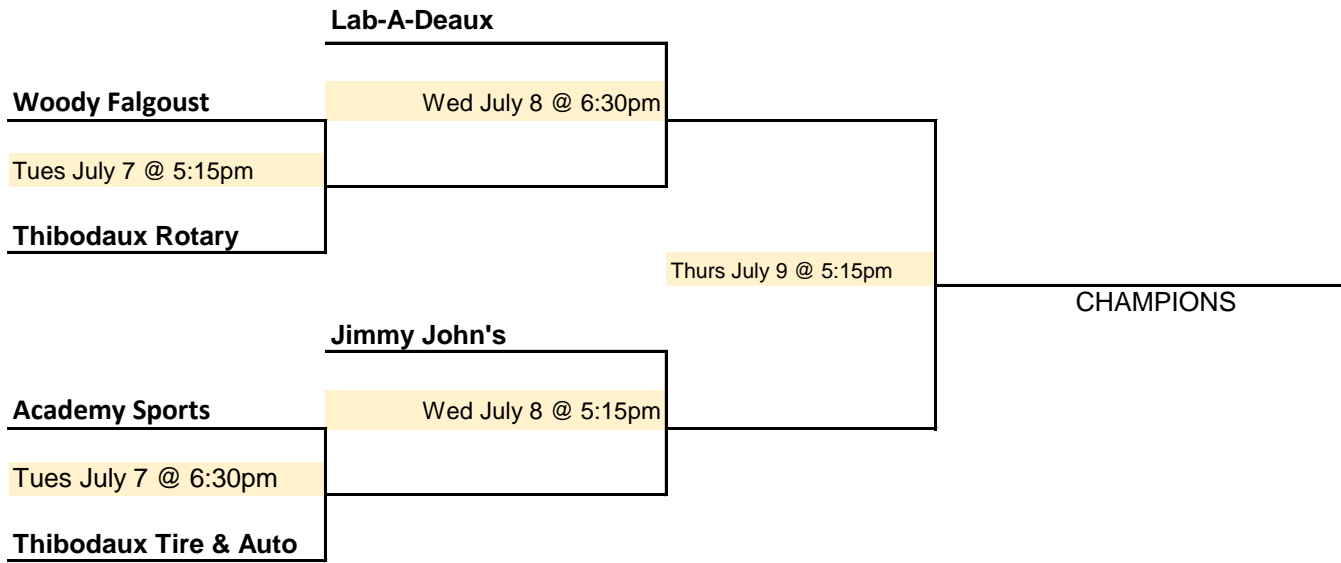 Lab-A-Deaux
Woody Falgoust
Wed July 8 @ 6:30pm
Tues July 7 @ 5:15pm
Thibodaux Rotary
Thurs July 9 @ 5:15pm
CHAMPIONS
Jimmy John's
Academy Sports
Wed July 8 @ 5:15pm
Tues July 7 @ 6:30pm
Thibodaux Tire & Auto